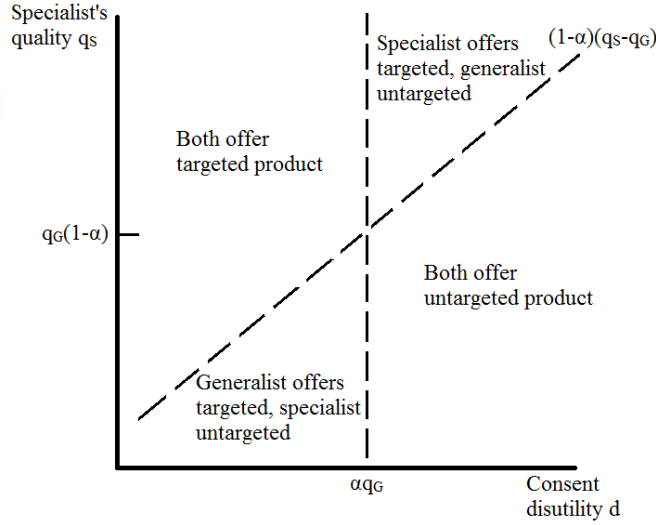 Specialist's
quality qS
(1-α)(qS-qG)
Specialist offers
targeted, generalist
untargeted
Both offer
targeted product
qG(1-α)
Both offer
untargeted product
Generalist offers
targeted, specialist
untargeted
αqG
Consent
disutility d